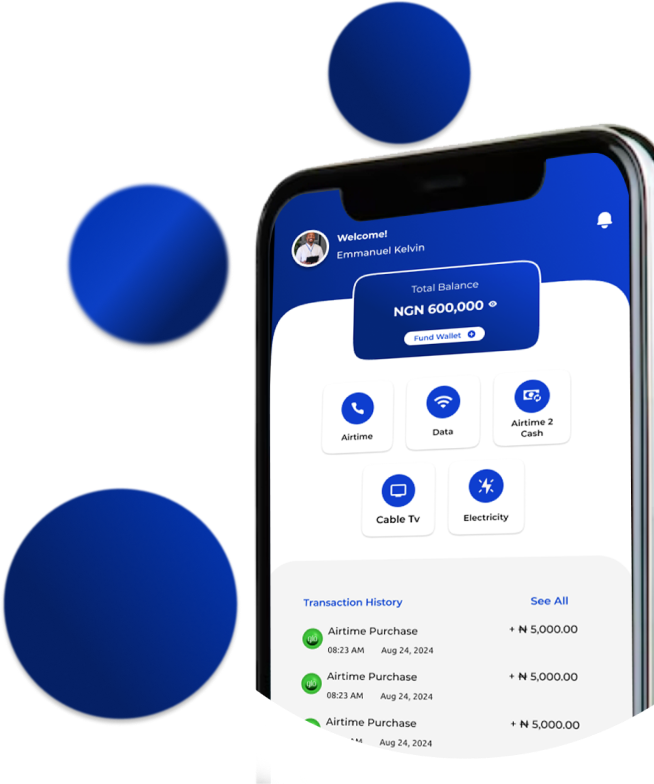 Welcome!
Emmanuel Kelvin
Total Balance
NGN 600,000
Fund Wallet
Airtime
Data
Airtime 2
Cash
Cable Tv
Electricity
Transaction History See All
glo Airtime Purchase + ₦ 5,000.00
08:23 AM Aug 24, 2024
glo Airtime Purchase + ₦ 5,000.00
08:23 AM Aug 24, 2024
Airtime Purchase + ₦ 5,000.00
AM Aug 24, 2024